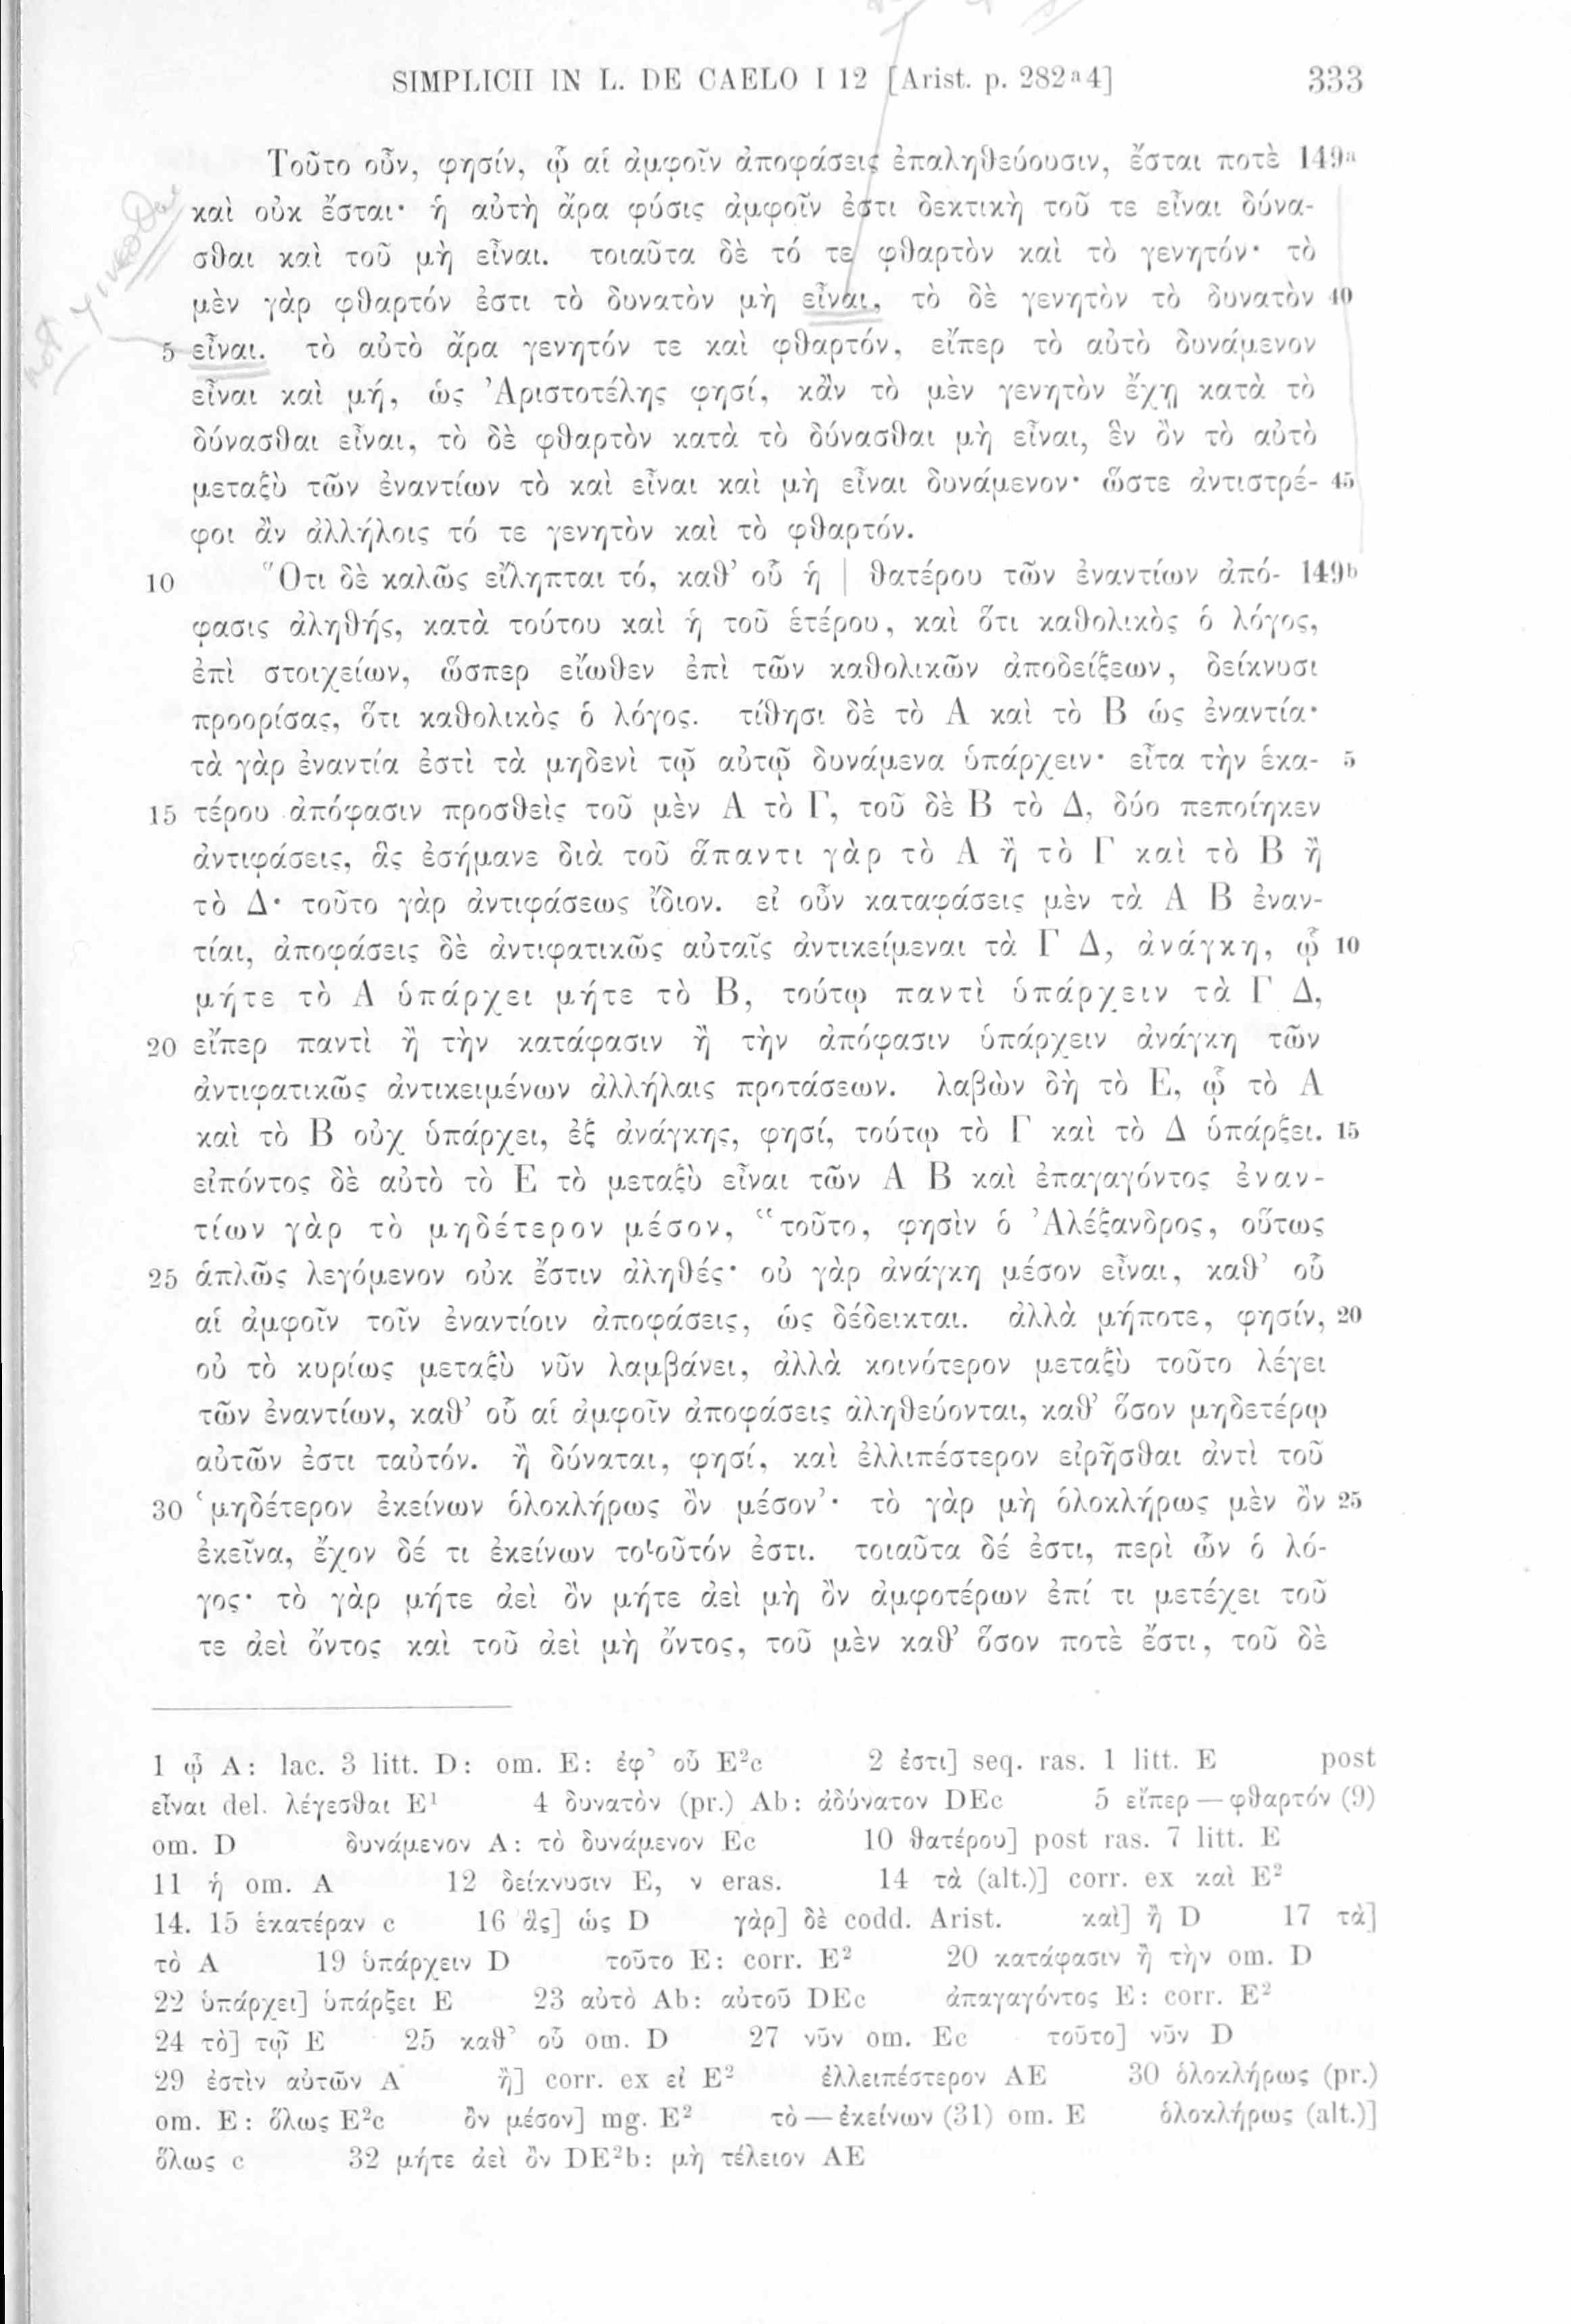 SIMPLICII IN L. DE CAELO I 12 [Arist. p. 282ᵃ4] 333
Τοῦτο οὖν, φησίν, ᾧ αἱ ἀμφοῖν ἀποφάσεις ἐπαληθεύουσιν, ἔσται ποτὲ 149ᵃ
καὶ οὐκ ἔσται· ἡ αὐτὴ ἄρα φύσις ἀμφοῖν ἐστι δεκτικὴ τοῦ τε εἶναι δύνα-
σθαι καὶ τοῦ μὴ εἶναι. τοιαῦτα δὲ τό τε φθαρτὸν καὶ τὸ γενητόν· τὸ
μὲν γὰρ φθαρτόν ἐστι τὸ δυνατὸν μὴ εἶναι, τὸ δὲ γενητὸν τὸ δυνατὸν 40
5 εἶναι. τὸ αὐτὸ ἄρα γενητόν τε καὶ φθαρτόν, εἴπερ τὸ αὐτὸ δυνάμενον
εἶναι καὶ μή, ὡς Ἀριστοτέλης φησί, κἂν τὸ μὲν γενητὸν ἔχῃ κατὰ τὸ
δύνασθαι εἶναι, τὸ δὲ φθαρτὸν κατὰ τὸ δύνασθαι μὴ εἶναι, ἓν ὂν τὸ αὐτὸ
μεταξὺ τῶν ἐναντίων τὸ καὶ εἶναι καὶ μὴ εἶναι δυνάμενον· ὥστε ἀντιστρέ- 45
φοι ἂν ἀλλήλοις τό τε γενητὸν καὶ τὸ φθαρτόν.
10 Ὅτι δὲ καλῶς εἴληπται τό, καθ’ οὗ ἡ | θατέρου τῶν ἐναντίων ἀπό- 149ᵇ
φασις ἀληθής, κατὰ τούτου καὶ ἡ τοῦ ἑτέρου, καὶ ὅτι καθολικὸς ὁ λόγος,
ἐπὶ στοιχείων, ὥσπερ εἴωθεν ἐπὶ τῶν καθολικῶν ἀποδείξεων, δείκνυσι
προορίσας, ὅτι καθολικὸς ὁ λόγος. τίθησι δὲ τὸ Α καὶ τὸ Β ὡς ἐναντία·
τὰ γὰρ ἐναντία ἐστὶ τὰ μηδενὶ τῷ αὐτῷ δυνάμενα ὑπάρχειν· εἶτα τὴν ἑκα- 5
15 τέρου ἀπόφασιν προσθεὶς τοῦ μὲν Α τὸ Γ, τοῦ δὲ Β τὸ Δ, δύο πεποίηκεν
ἀντιφάσεις, ἃς ἐσήμανε διὰ τοῦ ἅπαντι γὰρ τὸ Α ἢ τὸ Γ καὶ τὸ Β ἢ
τὸ Δ· τοῦτο γὰρ ἀντιφάσεως ἴδιον. εἰ οὖν καταφάσεις μὲν τὰ Α Β ἐναν-
τίαι, ἀποφάσεις δὲ ἀντιφατικῶς αὐταῖς ἀντικείμεναι τὰ Γ Δ, ἀνάγκη, ᾧ 10
μήτε τὸ Α ὑπάρχει μήτε τὸ Β, τούτῳ παντὶ ὑπάρχειν τὰ Γ Δ,
20 εἴπερ παντὶ ἢ τὴν κατάφασιν ἢ τὴν ἀπόφασιν ὑπάρχειν ἀνάγκη τῶν
ἀντιφατικῶς ἀντικειμένων ἀλλήλαις προτάσεων. λαβὼν δὴ τὸ Ε, ᾧ τὸ Α
καὶ τὸ Β οὐχ ὑπάρχει, ἐξ ἀνάγκης, φησί, τούτῳ τὸ Γ καὶ τὸ Δ ὑπάρξει. 15
εἰπόντος δὲ αὐτὸ τὸ Ε τὸ μεταξὺ εἶναι τῶν Α Β καὶ ἐπαγαγόντος ἐναν-
τίων γὰρ τὸ μηδέτερον μέσον, “τοῦτο, φησὶν ὁ Ἀλέξανδρος, οὕτως
25 ἁπλῶς λεγόμενον οὐκ ἔστιν ἀληθές· οὐ γὰρ ἀνάγκη μέσον εἶναι, καθ’ οὗ
αἱ ἀμφοῖν τοῖν ἐναντίοιν ἀποφάσεις, ὡς δέδεικται. ἀλλὰ μήποτε, φησίν, 20
οὐ τὸ κυρίως μεταξὺ νῦν λαμβάνει, ἀλλὰ κοινότερον μεταξὺ τοῦτο λέγει
τῶν ἐναντίων, καθ’ οὗ αἱ ἀμφοῖν ἀποφάσεις ἀληθεύονται, καθ’ ὅσον μηδετέρῳ
αὐτῶν ἐστι ταὐτόν. ἢ δύναται, φησί, καὶ ἐλλιπέστερον εἰρῆσθαι ἀντὶ τοῦ
30 ‘μηδέτερον ἐκείνων ὁλοκλήρως ὂν μέσον’· τὸ γὰρ μὴ ὁλοκλήρως μὲν ὂν 25
ἐκεῖνα, ἔχον δέ τι ἐκείνων τοιοῦτόν ἐστι. τοιαῦτα δέ ἐστι, περὶ ὧν ὁ λό-
γος· τὸ γὰρ μήτε ἀεὶ ὂν μήτε ἀεὶ μὴ ὂν ἀμφοτέρων ἐπί τι μετέχει τοῦ
τε ἀεὶ ὄντος καὶ τοῦ ἀεὶ μὴ ὄντος, τοῦ μὲν καθ’ ὅσον ποτὲ ἔστι, τοῦ δὲ
1 ᾧ A: lac. 3 litt. D: om. E: ἐφ’ οὗ E²c 2 ἐστι] seq. ras. 1 litt. E post
εἶναι del. λέγεσθαι E¹ 4 δυνατὸν (pr.) Ab: ἀδύνατον DEc 5 εἴπερ — φθαρτόν (9)
om. D δυνάμενον A: τὸ δυνάμενον Ec 10 θατέρου] post ras. 7 litt. E
11 ἡ om. A 12 δείκνυσιν E, ν eras. 14 τὰ (alt.)] corr. ex καὶ E²
14. 15 ἑκατέραν c 16 ἃς] ὡς D γὰρ] δὲ codd. Arist. καὶ] ἢ D 17 τὰ]
τὸ A 19 ὑπάρχειν D τοῦτο E: corr. E² 20 κατάφασιν ἢ τὴν om. D
22 ὑπάρχει] ὑπάρξει E 23 αὐτὸ Ab: αὐτοῦ DEc ἀπαγαγόντος E: corr. E²
24 τὸ] τῷ E 25 καθ’ οὗ om. D 27 νῦν om. Ec τοῦτο] νῦν D
29 ἐστὶν αὐτῶν A ἢ] corr. ex εἰ E² ἐλλειπέστερον AE 30 ὁλοκλήρως (pr.)
om. E: ὅλως E²c ὂν μέσον] mg. E² τὸ — ἐκείνων (31) om. E ὁλοκλήρως (alt.)]
ὅλως c 32 μήτε ἀεὶ ὂν DE²b: μὴ τέλειον AE